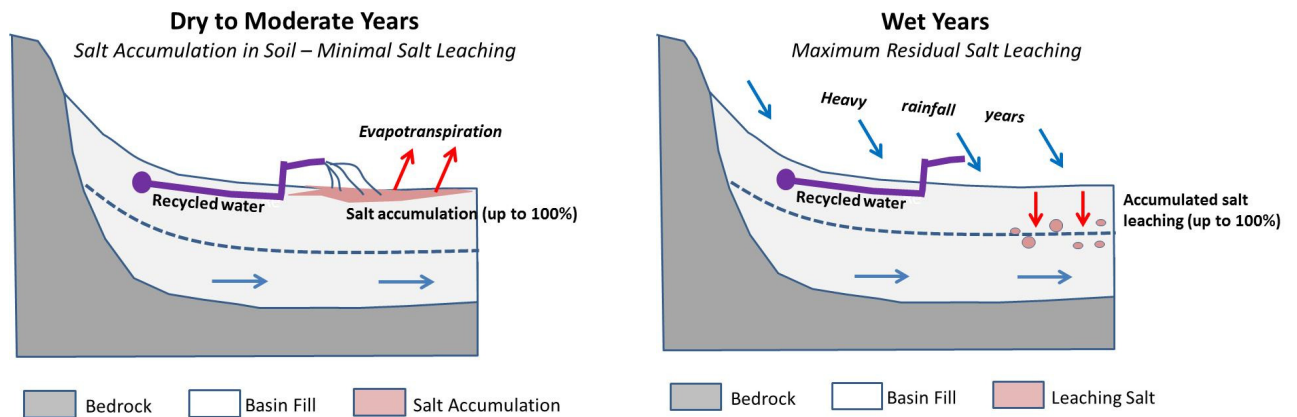 Dry to Moderate Years
Salt Accumulation in Soil – Minimal Salt Leaching
Evapotranspiration
Recycled water
Salt accumulation (up to 100%)
Bedrock
Basin Fill
Salt Accumulation
Wet Years
Maximum Residual Salt Leaching
Heavy rainfall years
Recycled water
Accumulated salt
leaching (up to 100%)
Bedrock
Basin Fill
Leaching Salt